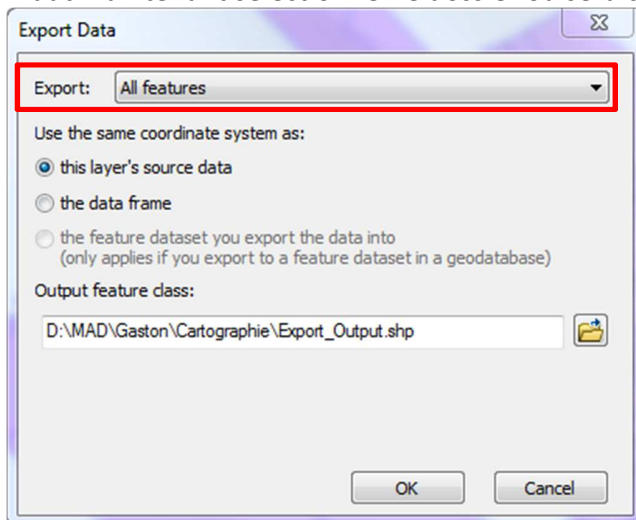 Export Data
Export: All features
Use the same coordinate system as:
this layer's source data
the data frame
the feature dataset you export the data into
(only applies if you export to a feature dataset in a geodatabase)
Output feature class:
D:\MAD\Gaston\Cartographie\Export_Output.shp
OK Cancel